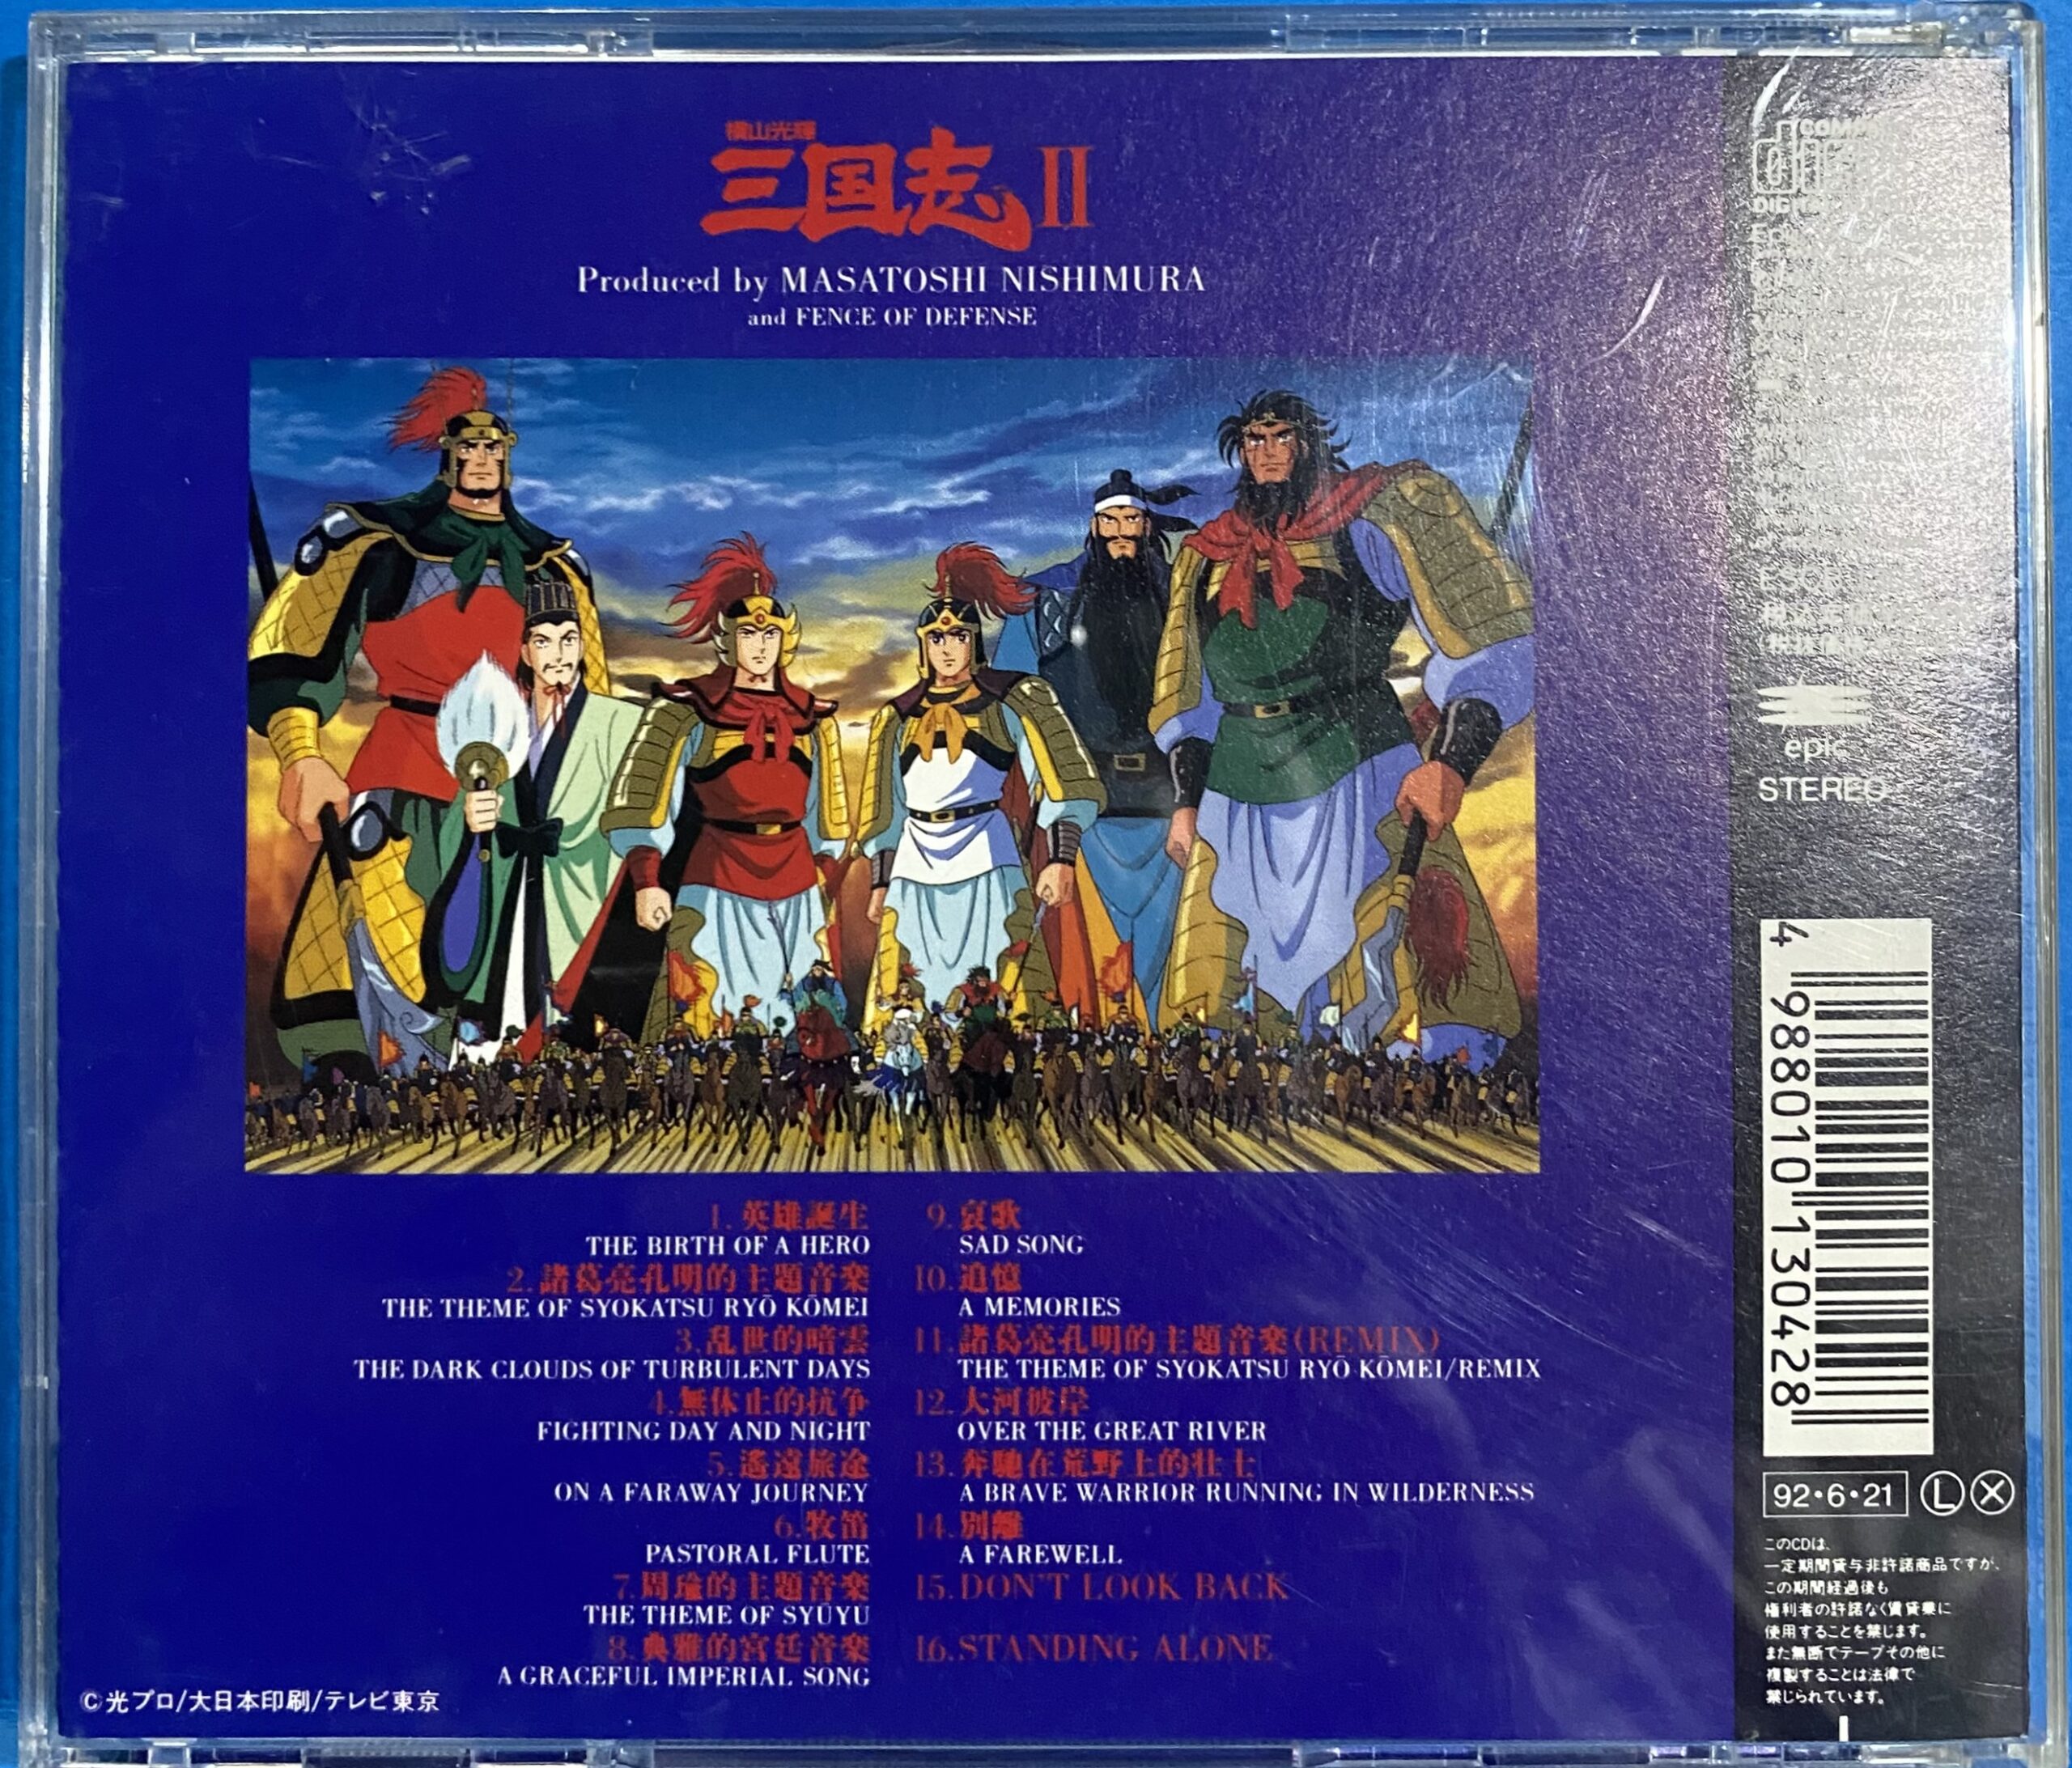 横山光輝
三国志II
Produced by MASATOSHI NISHIMURA
and FENCE OF DEFENSE
1. 英雄誕生
THE BIRTH OF A HERO
2. 諸葛亮孔明的主題音楽
THE THEME OF SYOKATSU RYŌ KŌMEI
3. 乱世的暗雲
THE DARK CLOUDS OF TURBULENT DAYS
4. 無休止的抗争
FIGHTING DAY AND NIGHT
5. 遙遠旅途
ON A FARAWAY JOURNEY
6. 牧笛
PASTORAL FLUTE
7. 周瑜的主題音楽
THE THEME OF SYŪYU
8. 典雅的宮廷音楽
A GRACEFUL IMPERIAL SONG
9. 哀歌
SAD SONG
10. 追憶
A MEMORIES
11. 諸葛亮孔明的主題音楽(REMIX)
THE THEME OF SYOKATSU RYŌ KŌMEI/REMIX
12. 大河彼岸
OVER THE GREAT RIVER
13. 奔馳在荒野上的壮士
A BRAVE WARRIOR RUNNING IN WILDERNESS
14. 別離
A FAREWELL
15. DON'T LOOK BACK
16. STANDING ALONE
©光プロ/大日本印刷/テレビ東京
epic
STEREO
4 988010 130428
92・6・21 L X
このCDは、
一定期間貸与非許諾商品ですが、
この期間経過後も
権利者の許諾なく賃貸業に
使用することを禁じます。
また無断でテープその他に
複製することは法律で
禁じられています。